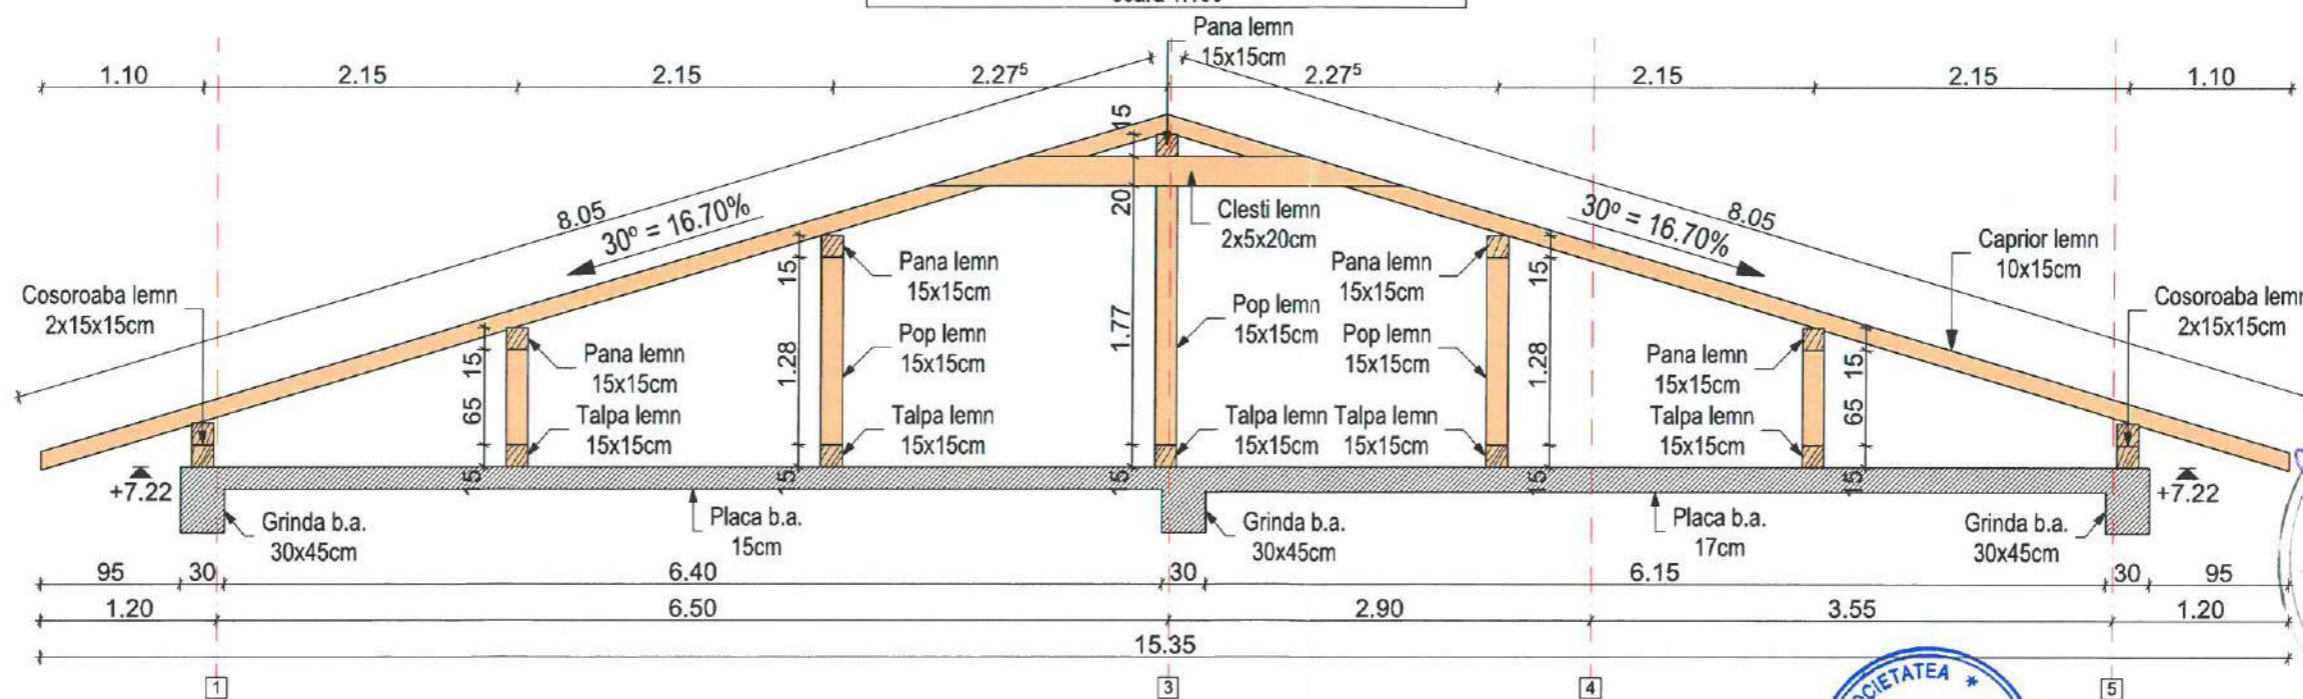 Pana lemn
15x15cm
1.10
2.15
2.15
2.27⁵
2.27⁵
2.15
2.15
1.10
15
20
1.77
15
8.05
30º = 16.70%
8.05
30º = 16.70%
Clesti lemn
2x5x20cm
Caprior lemn
10x15cm
Cosoroaba lemn
2x15x15cm
Cosoroaba lemn
2x15x15cm
Pana lemn
15x15cm
Pana lemn
15x15cm
Pop lemn
15x15cm
Pop lemn
15x15cm
Pop lemn
15x15cm
Pana lemn
15x15cm
Pana lemn
15x15cm
15
65
15
15
1.28
15
15
1.28
15
15
65
15
Talpa lemn
15x15cm
Talpa lemn
15x15cm
Talpa lemn
15x15cm
Talpa lemn
15x15cm
Talpa lemn
15x15cm
+7.22
+7.22
Grinda b.a.
30x45cm
Placa b.a.
15cm
Grinda b.a.
30x45cm
Placa b.a.
17cm
Grinda b.a.
30x45cm
95
30
6.40
30
6.15
30
95
1.20
6.50
2.90
3.55
1.20
15.35
1
3
4
5
OCIETATEA *